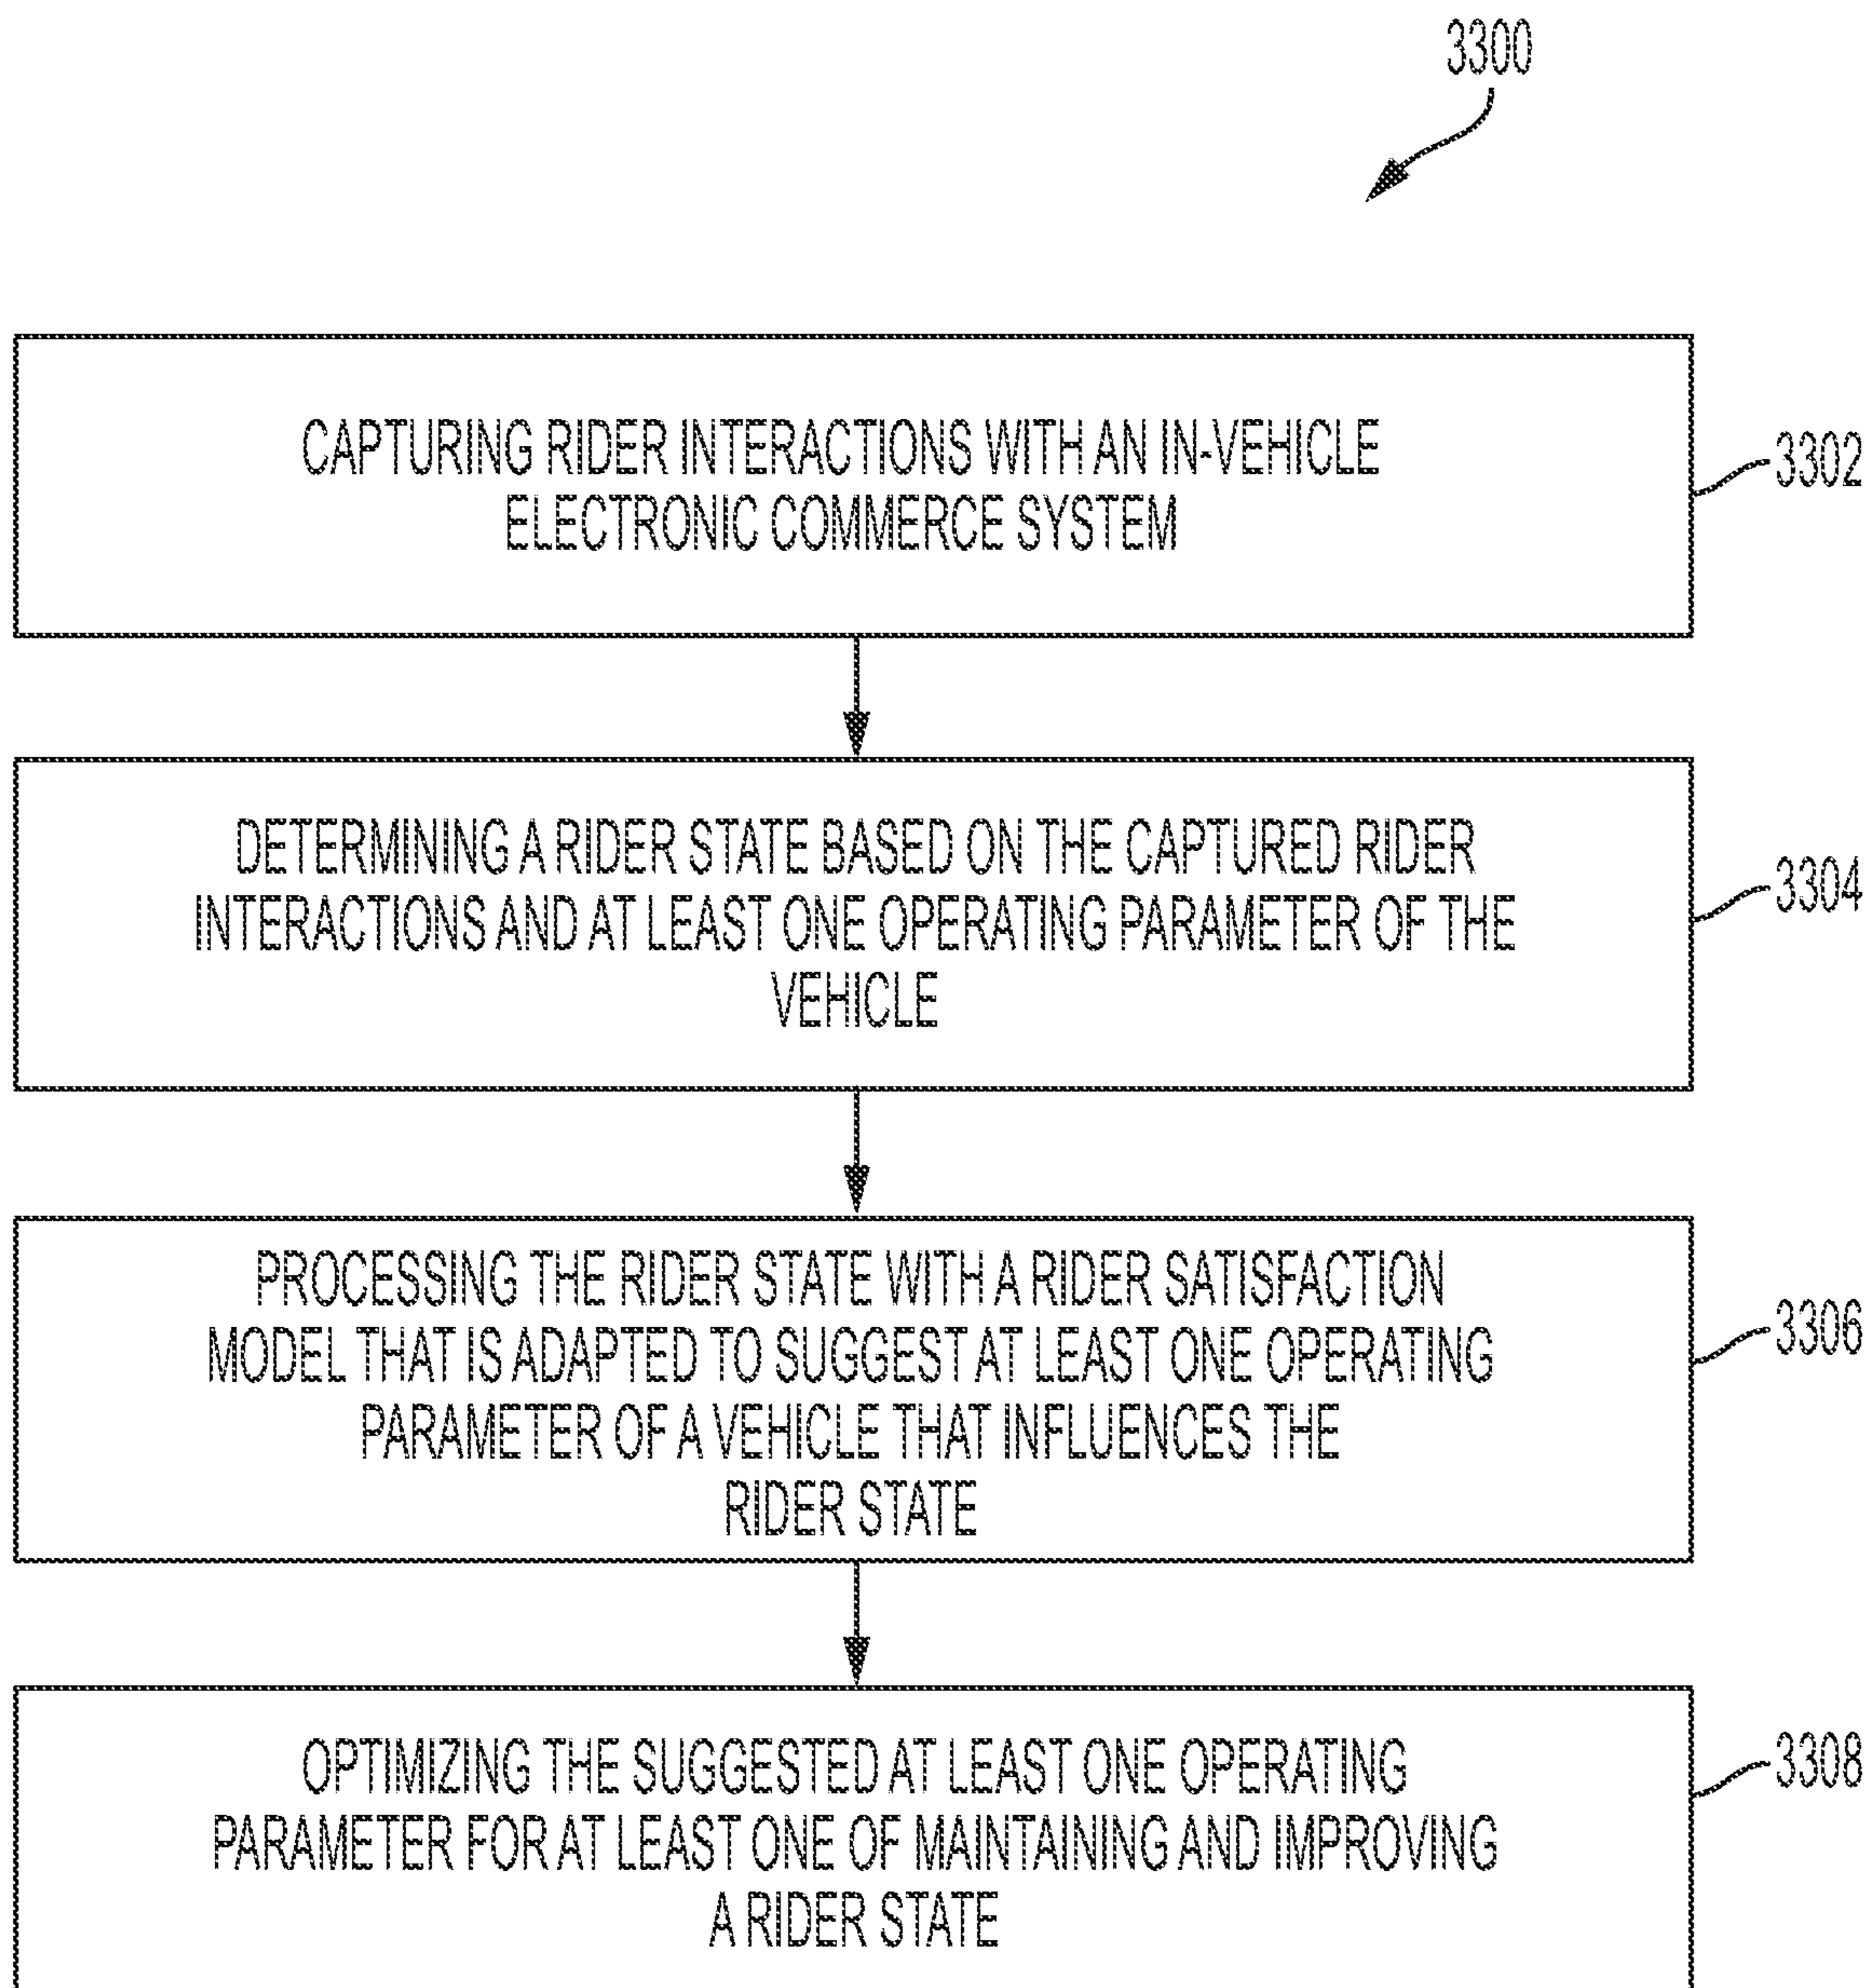 3300
CAPTURING RIDER INTERACTIONS WITH AN IN-VEHICLE
ELECTRONIC COMMERCE SYSTEM
3302
DETERMINING A RIDER STATE BASED ON THE CAPTURED RIDER
INTERACTIONS AND AT LEAST ONE OPERATING PARAMETER OF THE
VEHICLE
3304
PROCESSING THE RIDER STATE WITH A RIDER SATISFACTION
MODEL THAT IS ADAPTED TO SUGGEST AT LEAST ONE OPERATING
PARAMETER OF A VEHICLE THAT INFLUENCES THE
RIDER STATE
3306
OPTIMIZING THE SUGGESTED AT LEAST ONE OPERATING
PARAMETER FOR AT LEAST ONE OF MAINTAINING AND IMPROVING
A RIDER STATE
3308